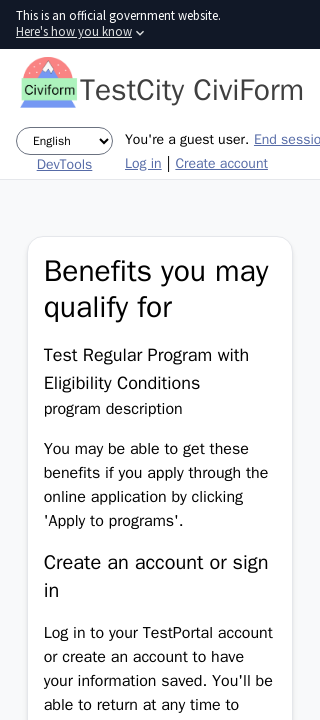 This is an official government website.
Here's how you know
Civiform TestCity CiviForm
English You're a guest user. End sessio
DevTools Log in | Create account
Benefits you may
qualify for
Test Regular Program with
Eligibility Conditions
program description
You may be able to get these
benefits if you apply through the
online application by clicking
'Apply to programs'.
Create an account or sign
in
Log in to your TestPortal account
or create an account to have
your information saved. You'll be
able to return at any time to